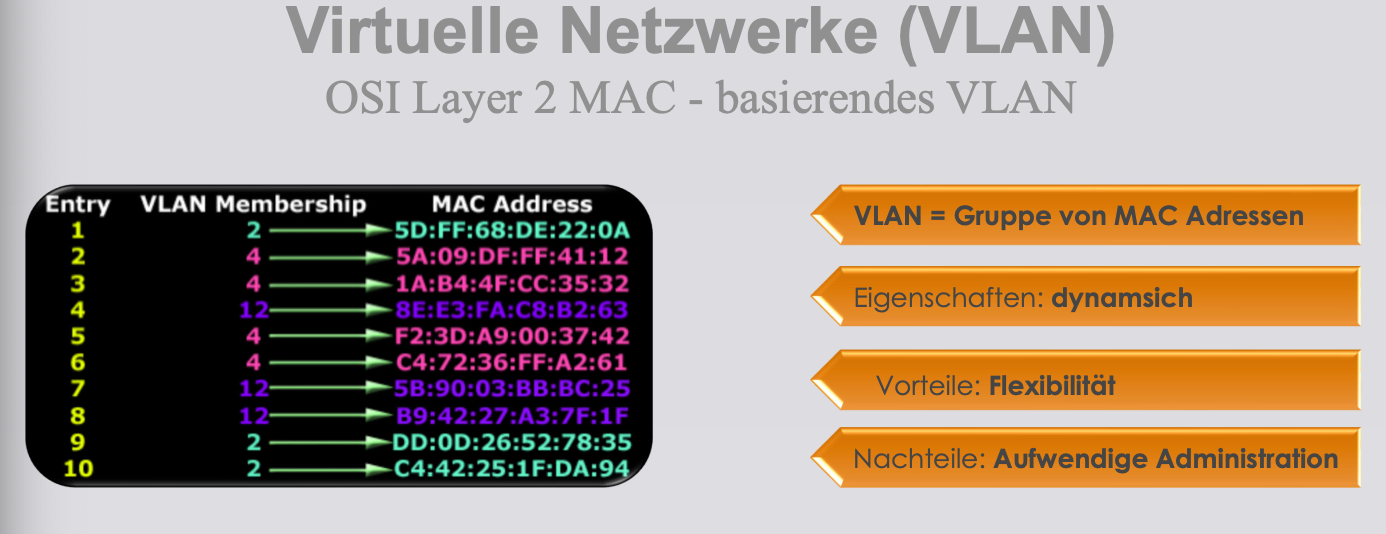 Virtuelle Netzwerke (VLAN)
OSI Layer 2 MAC - basierendes VLAN
Entry VLAN Membership MAC Address
1 2 5D:FF:68:DE:22:0A
2 4 5A:09:DF:FF:41:12
3 4 1A:B4:4F:CC:35:32
4 12 8E:E3:FA:C8:B2:63
5 4 F2:3D:A9:00:37:42
6 4 C4:72:36:FF:A2:61
7 12 5B:90:03:BB:BC:25
8 12 B9:42:27:A3:7F:1F
9 2 DD:0D:26:52:78:35
10 2 C4:42:25:1F:DA:94
VLAN = Gruppe von MAC Adressen
Eigenschaften: dynamsich
Vorteile: Flexibilität
Nachteile: Aufwendige Administration